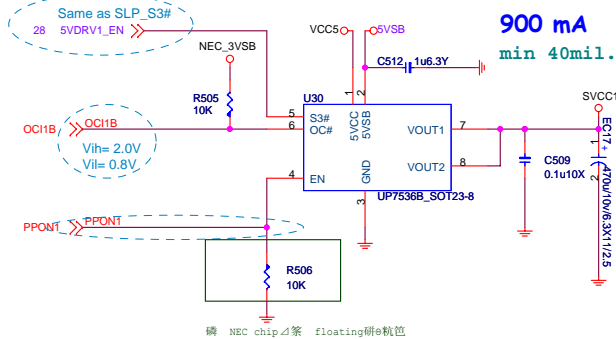 Same as SLP_S3#
28 5VDRV1_EN
VCC5
5VSB
900 mA
min 40mil.
NEC_3VSB
C512
1u6.3Y
SVCC1
R505
10K
U30
1
2
5VCC
5VSB
5
S3#
6
OC#
VOUT1
7
EC17
1
+
OCI1B
OCI1B
Vih= 2.0V
Vil= 0.8V
VOUT2
8
C509
0.1u10X
470u/10v/6.3X11/2.5
2
4
EN
GND
3
UP7536B_SOT23-8
PPON1
PPON1
R506
10K
NEC chip floating